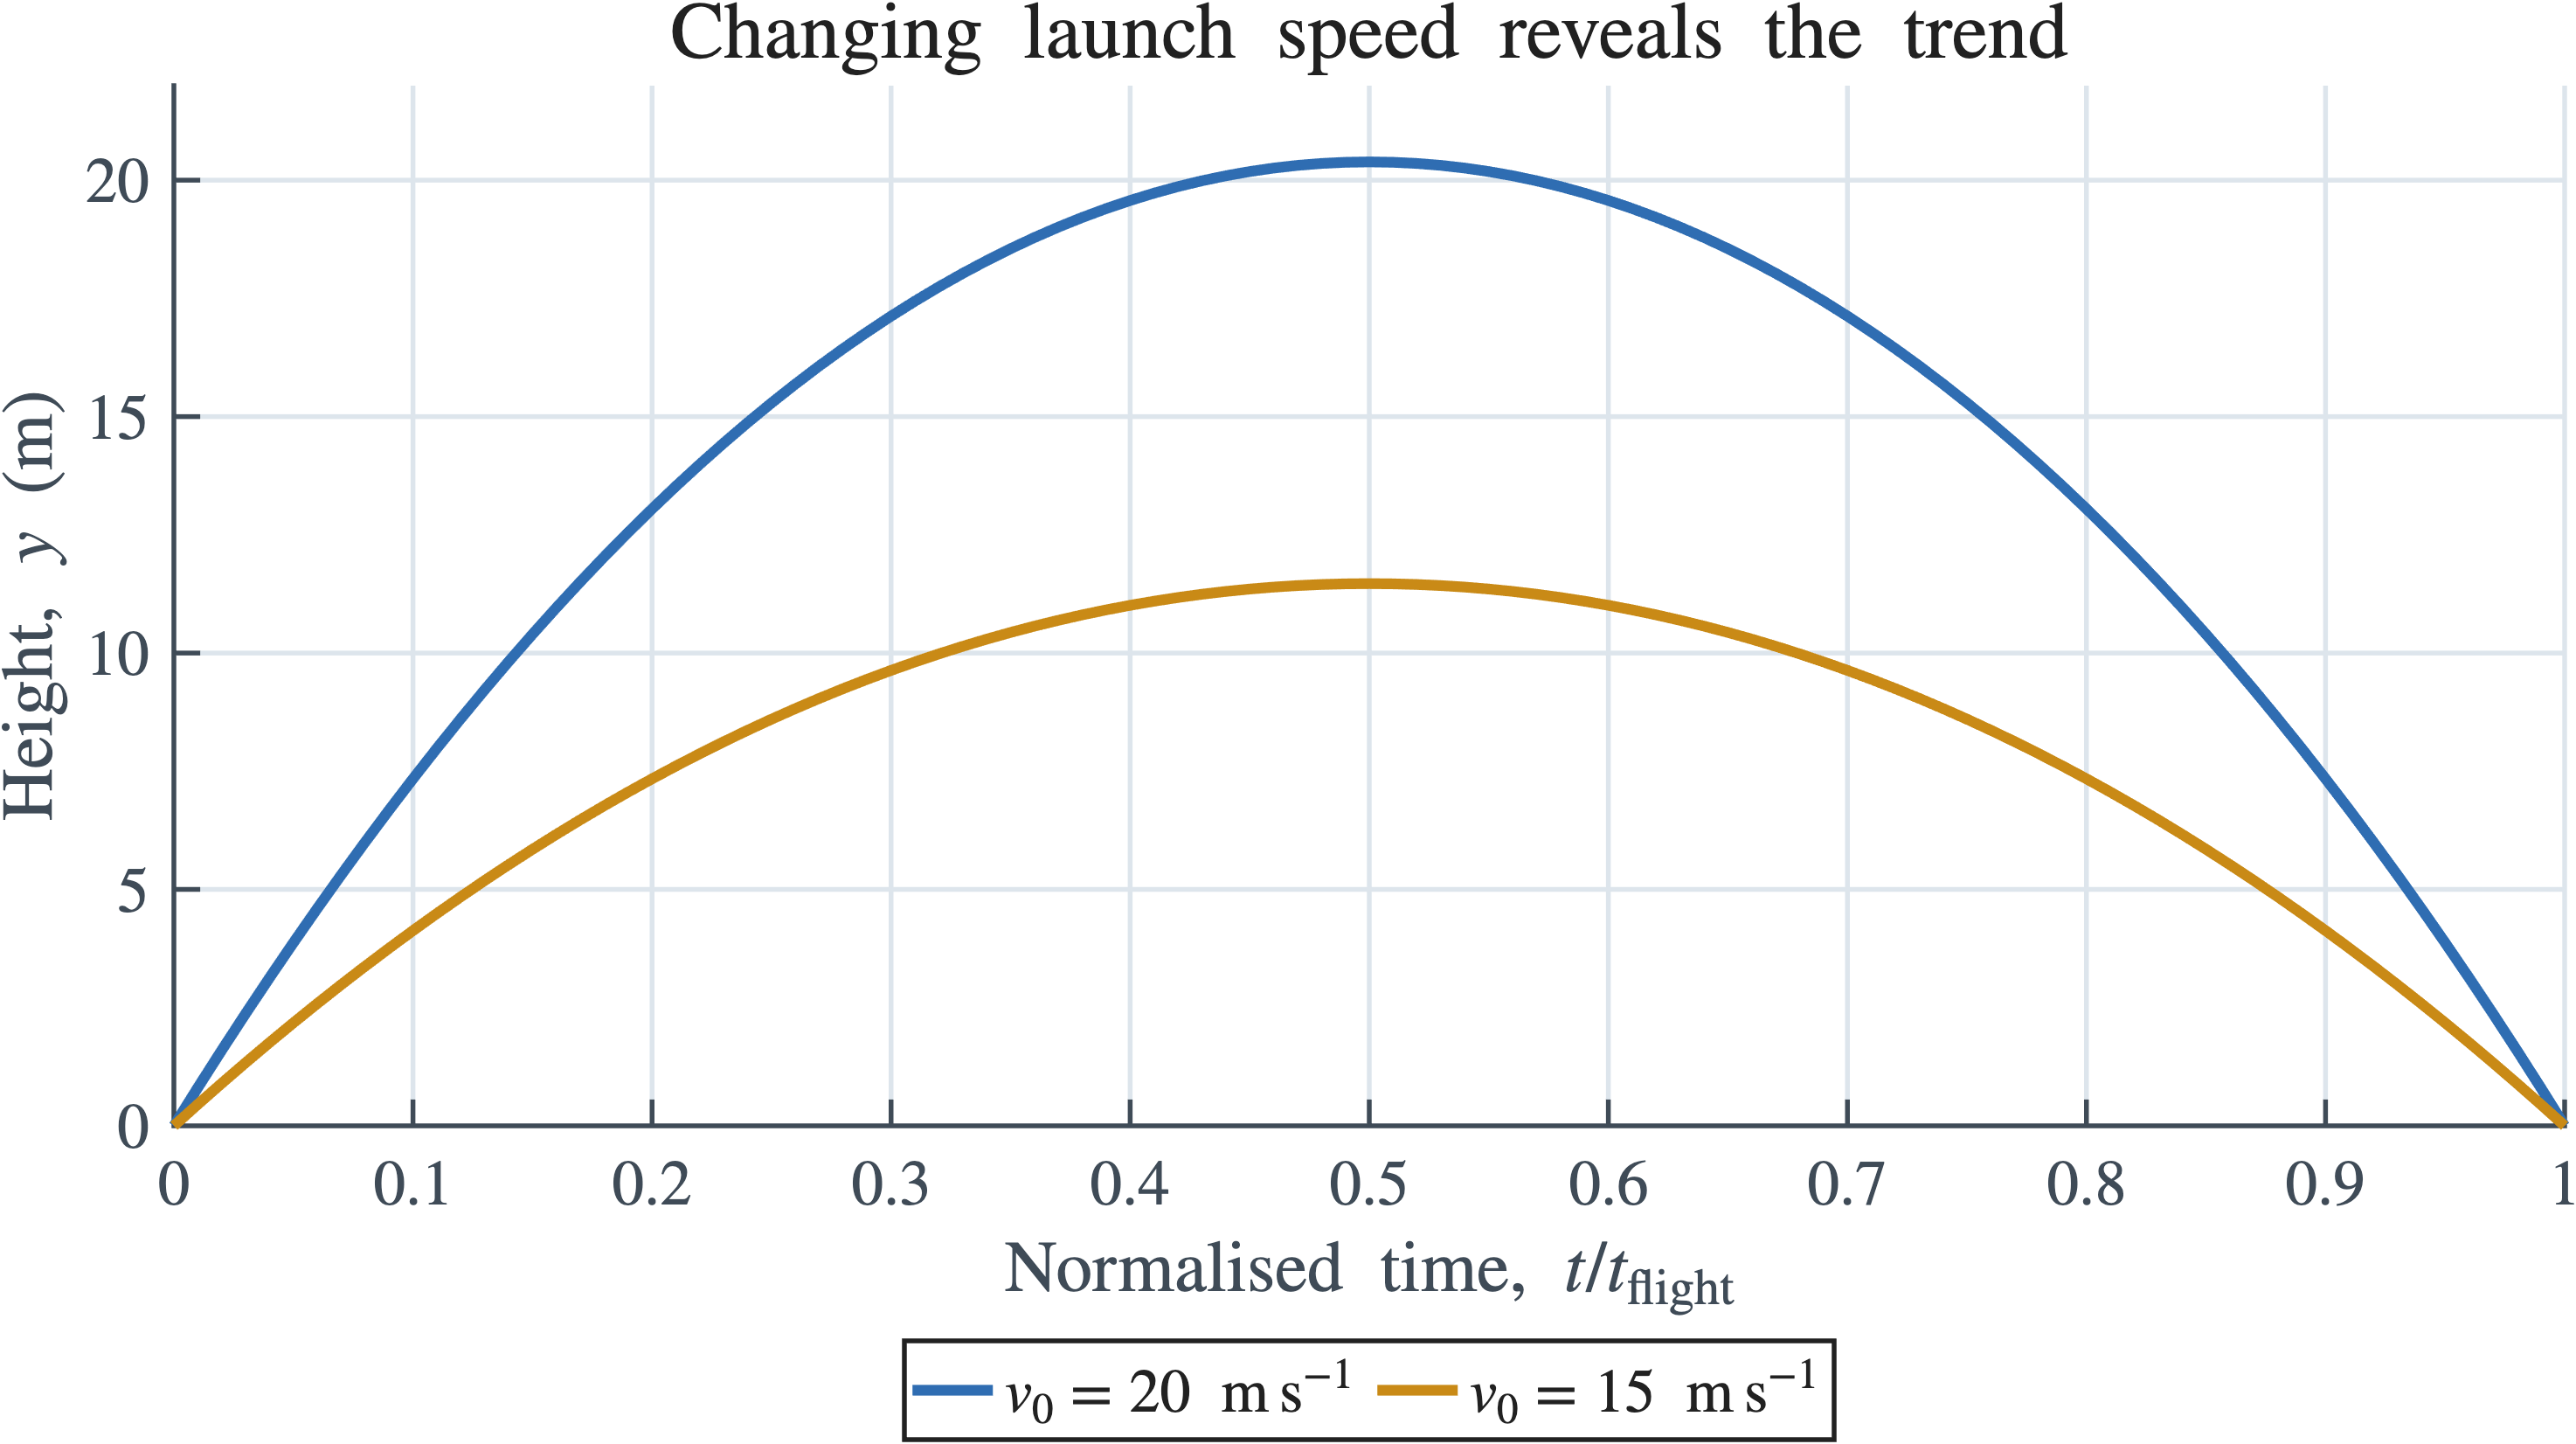 Changing launch speed reveals the trend
Height, y (m)
20
15
10
5
0
0 0.1 0.2 0.3 0.4 0.5 0.6 0.7 0.8 0.9 1
Normalised time, t/t_flight
v₀ = 20 m s⁻¹ v₀ = 15 m s⁻¹